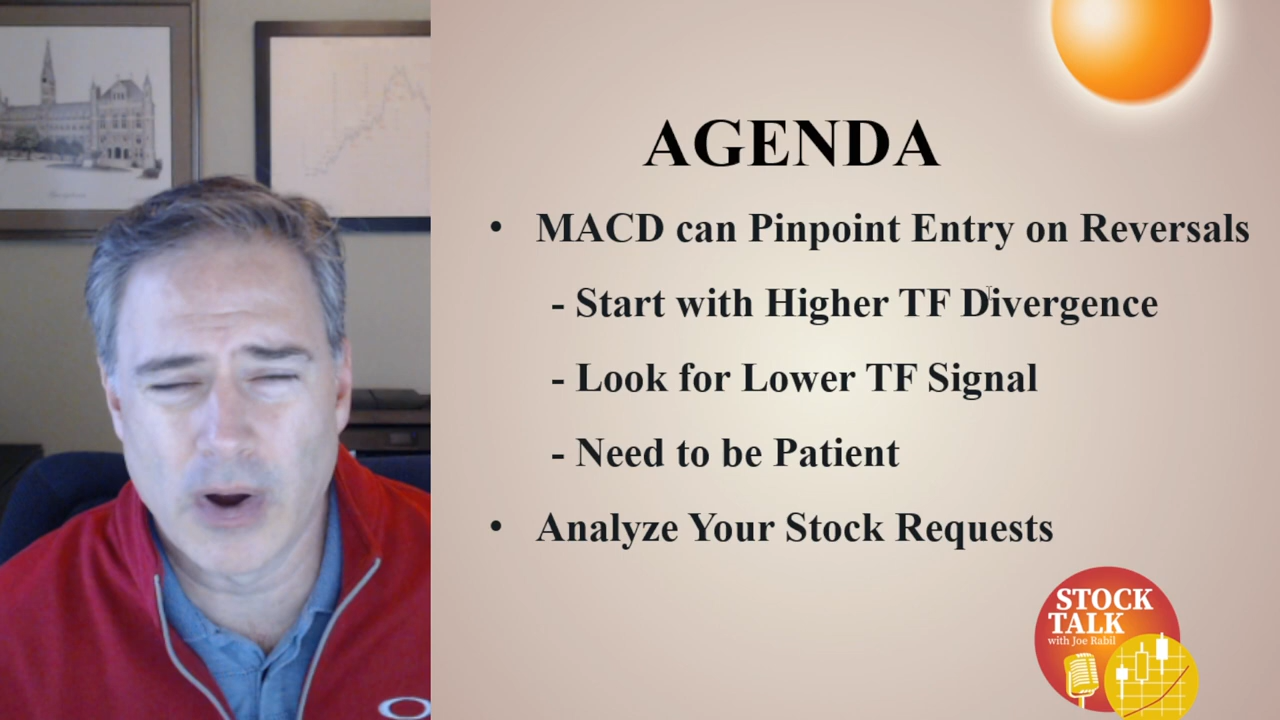 AGENDA
• MACD can Pinpoint Entry on Reversals
- Start with Higher TF Divergence
- Look for Lower TF Signal
- Need to be Patient
• Analyze Your Stock Requests
STOCK
TALK
with Joe Rabil